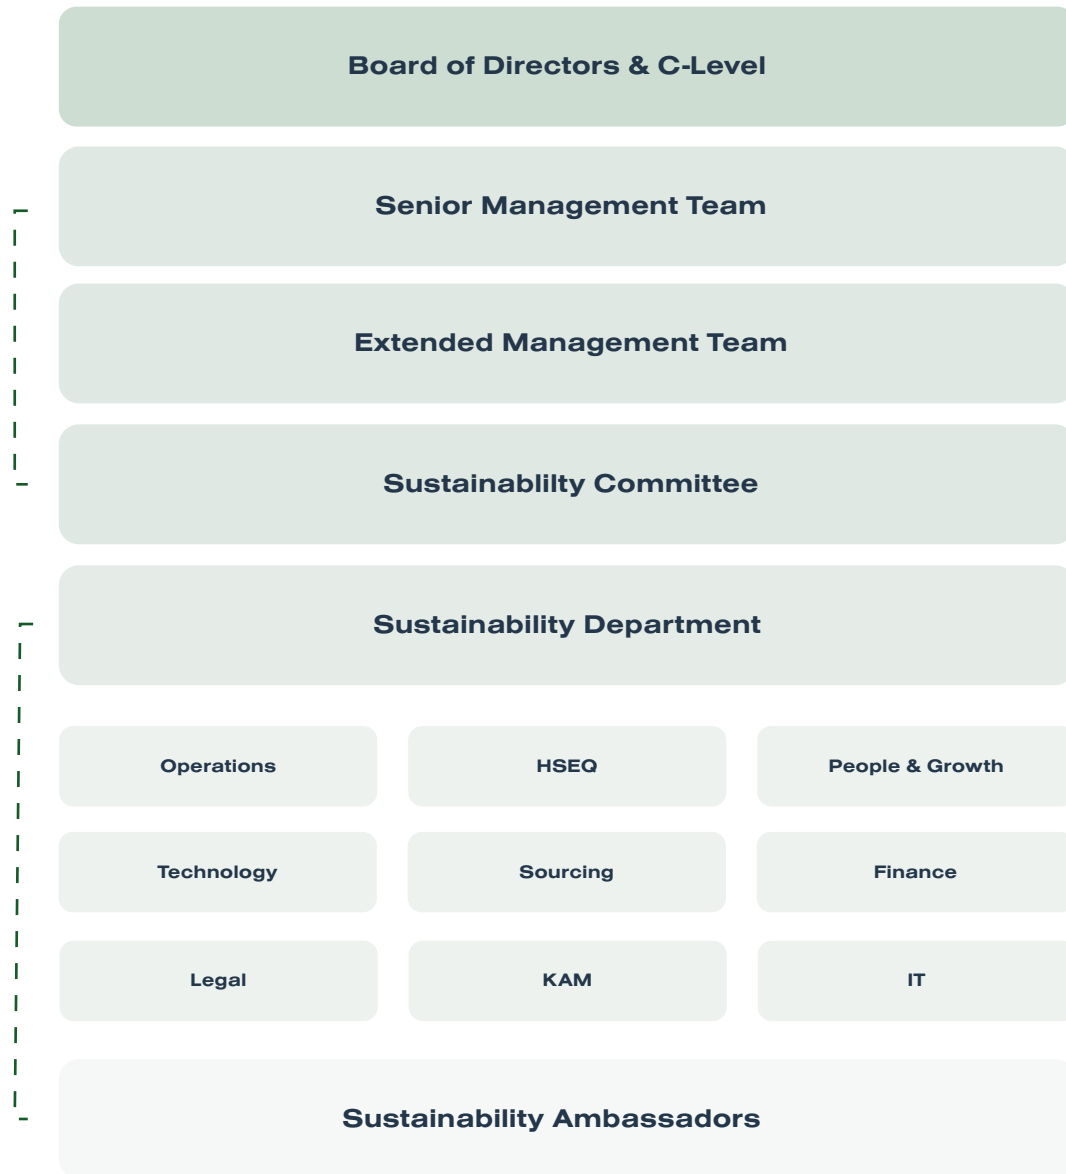 Board of Directors & C-Level
Senior Management Team
Extended Management Team
Sustainablilty Committee
Sustainability Department
Operations
HSEQ
People & Growth
Technology
Sourcing
Finance
Legal
KAM
IT
Sustainability Ambassadors